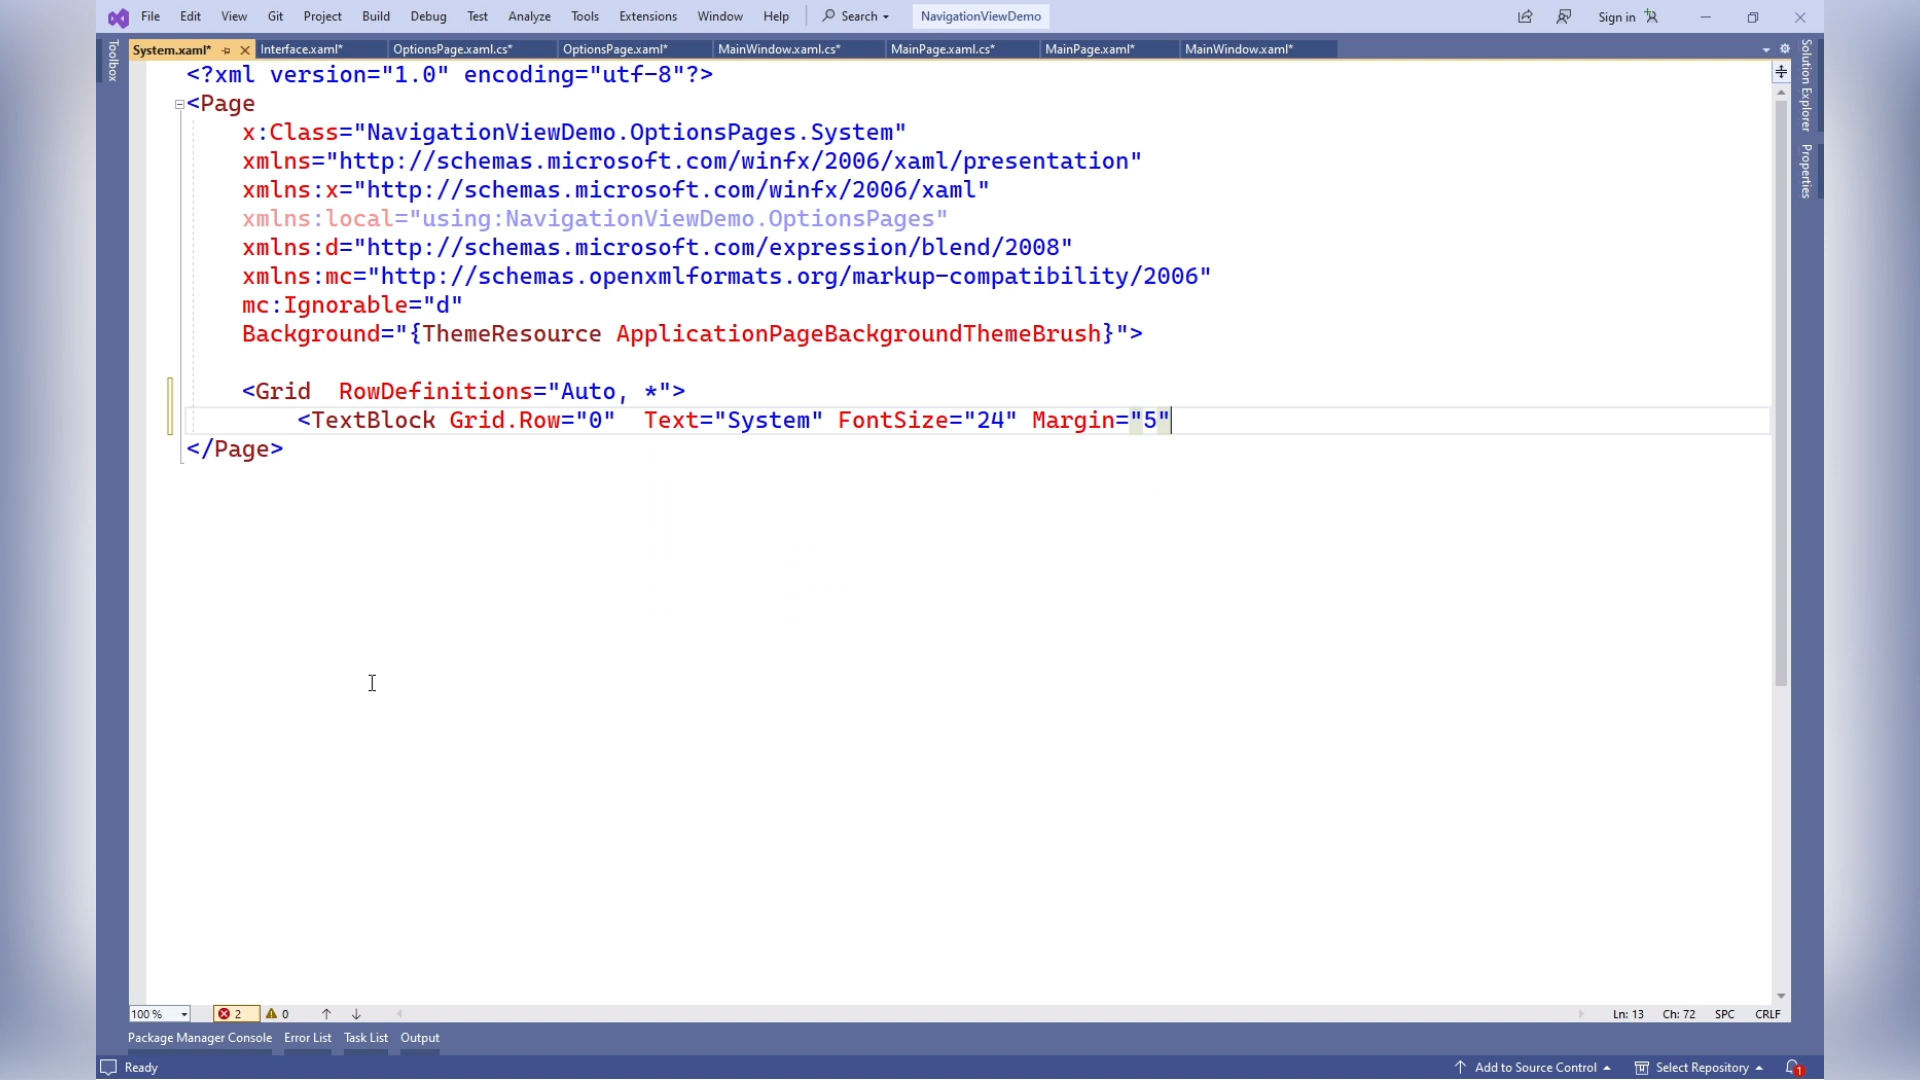 File Edit View Git Project Build Debug Test Analyze Tools Extensions Window Help Search NavigationViewDemo Sign in
System.xaml* Interface.xaml* OptionsPage.xaml.cs* OptionsPage.xaml* MainWindow.xaml.cs* MainPage.xaml.cs* MainPage.xaml* MainWindow.xaml*
Toolbox
<?xml version="1.0" encoding="utf-8"?>
<Page
x:Class="NavigationViewDemo.OptionsPages.System"
xmlns="http://schemas.microsoft.com/winfx/2006/xaml/presentation"
xmlns:x="http://schemas.microsoft.com/winfx/2006/xaml"
xmlns:local="using:NavigationViewDemo.OptionsPages"
xmlns:d="http://schemas.microsoft.com/expression/blend/2008"
xmlns:mc="http://schemas.openxmlformats.org/markup-compatibility/2006"
mc:Ignorable="d"
Background="{ThemeResource ApplicationPageBackgroundThemeBrush}">
<Grid  RowDefinitions="Auto, *">
<TextBlock Grid.Row="0"  Text="System" FontSize="24" Margin="5"
</Page>
Solution Explorer
Properties
100 % 2 0 Ln: 13 Ch: 72 SPC CRLF
Package Manager Console Error List Task List Output
Ready Add to Source Control Select Repository 1